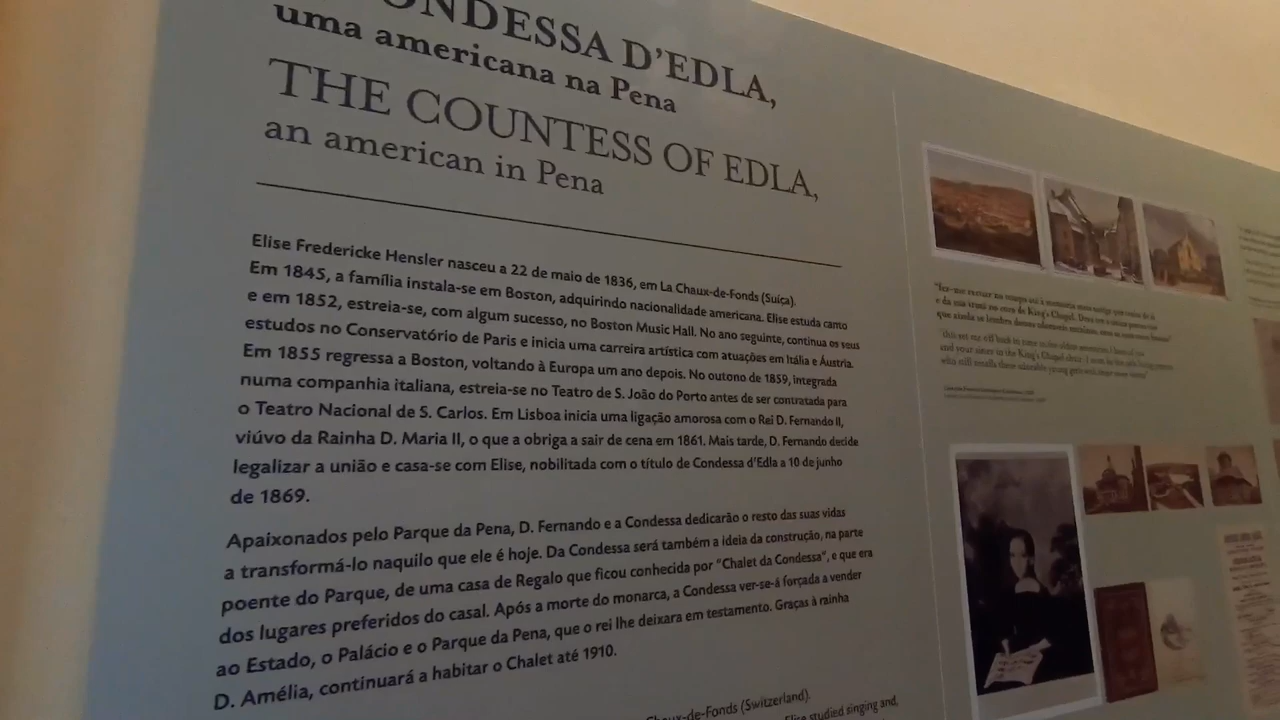 ONDESSA D'EDLA,
uma americana na Pena
THE COUNTESS OF EDLA,
an american in Pena
Elise Fredericke Hensler nasceu a 22 de maio de 1836, em La Chaux-de-Fonds (Suíça).
Em 1845, a família instala-se em Boston, adquirindo nacionalidade americana. Elise estuda canto
e em 1852, estreia-se, com algum sucesso, no Boston Music Hall. No ano seguinte, continua os seus
estudos no Conservatório de Paris e inicia uma carreira artística com atuações em Itália e Áustria.
Em 1855 regressa a Boston, voltando à Europa um ano depois. No outono de 1859, integrada
numa companhia italiana, estreia-se no Teatro de S. João do Porto antes de ser contratada para
o Teatro Nacional de S. Carlos. Em Lisboa inicia uma ligação amorosa com o Rei D. Fernando II,
viúvo da Rainha D. Maria II, o que a obriga a sair de cena em 1861. Mais tarde, D. Fernando decide
legalizar a união e casa-se com Elise, nobilitada com o título de Condessa d'Edla a 10 de junho
de 1869.
Apaixonados pelo Parque da Pena, D. Fernando e a Condessa dedicarão o resto das suas vidas
a transformá-lo naquilo que ele é hoje. Da Condessa será também a ideia da construção, na parte
poente do Parque, de uma casa de Regalo que ficou conhecida por "Chalet da Condessa", e que era
dos lugares preferidos do casal. Após a morte do monarca, a Condessa ver-se-á forçada a vender
ao Estado, o Palácio e o Parque da Pena, que o rei lhe deixara em testamento. Graças à rainha
D. Amélia, continuará a habitar o Chalet até 1910.
Chaux-de-Fonds (Switzerland).
Elise studied singing and,